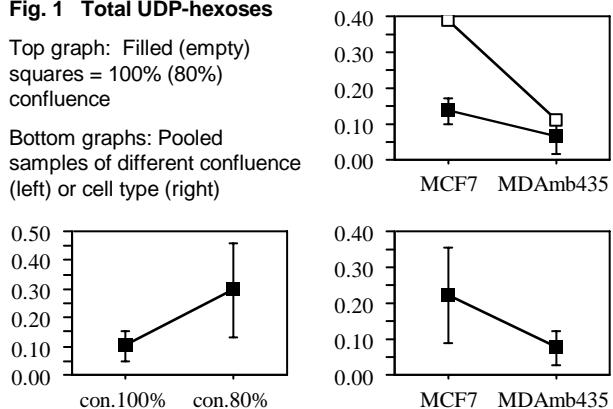 Fig. 1 Total UDP-hexoses
Top graph: Filled (empty)
squares = 100% (80%)
confluence
Bottom graphs: Pooled
samples of different confluence
(left) or cell type (right)
0.40
0.30
0.20
0.10
0.00
MCF7 MDAmb435
0.50
0.40
0.30
0.20
0.10
0.00
con.100% con.80%
0.40
0.30
0.20
0.10
0.00
MCF7 MDAmb435